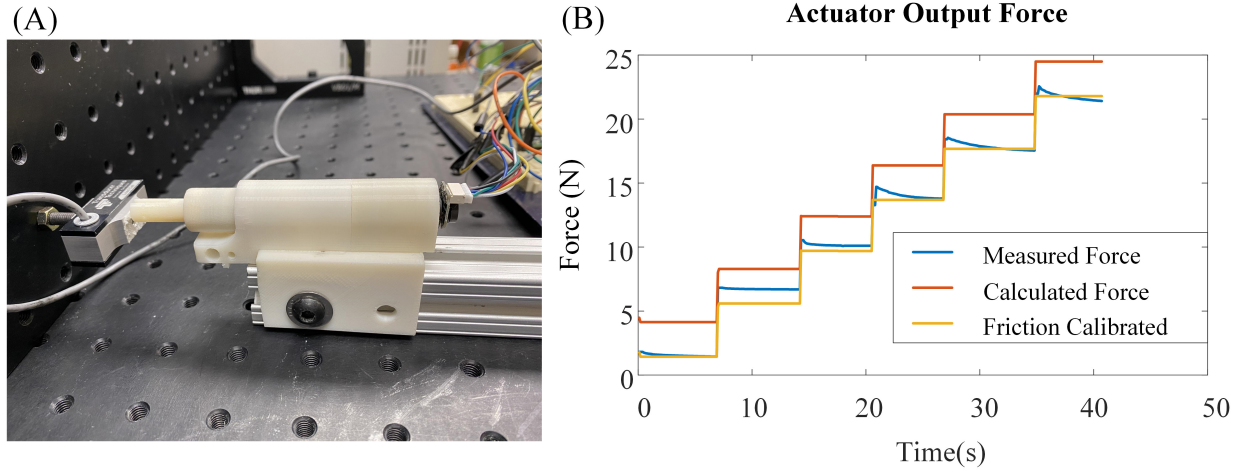 (A)
(B)
Actuator Output Force
Force (N)
25
20
15
10
5
0
Measured Force
Calculated Force
Friction Calibrated
0 10 20 30 40 50
Time(s)